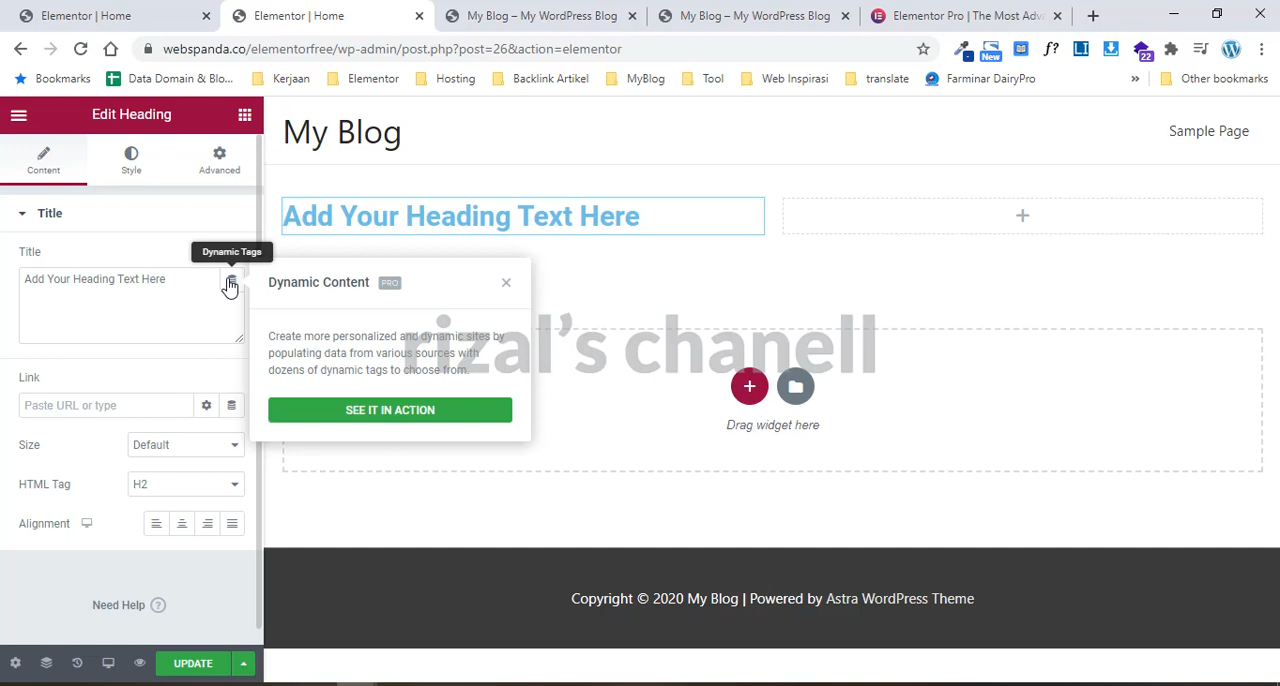 Elementor | Home
Elementor | Home
My Blog – My WordPress Blog
My Blog – My WordPress Blog
Elementor Pro | The Most Adv
webspanda.co/elementorfree/wp-admin/post.php?post=26&action=elementor
New
f?
LI
22
Bookmarks
Data Domain & Blo...
Kerjaan
Elementor
Hosting
Backlink Artikel
MyBlog
Tool
Web Inspirasi
translate
Farminar DairyPro
»
Other bookmarks
Edit Heading
My Blog
Sample Page
Content
Style
Advanced
Title
Add Your Heading Text Here
Title
Dynamic Tags
Add Your Heading Text Here
Dynamic Content PRO
Create more personalized and dynamic sites by
populating data from various sources with
dozens of dynamic tags to choose from.
SEE IT IN ACTION
rizal's chanell
Drag widget here
Link
Paste URL or type
Size
Default
HTML Tag
H2
Alignment
Need Help ?
Copyright © 2020 My Blog | Powered by Astra WordPress Theme
UPDATE